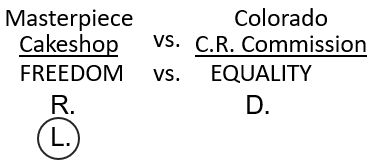 Masterpiece Colorado
Cakeshop vs. C.R. Commission
FREEDOM vs. EQUALITY
R. D.
L.